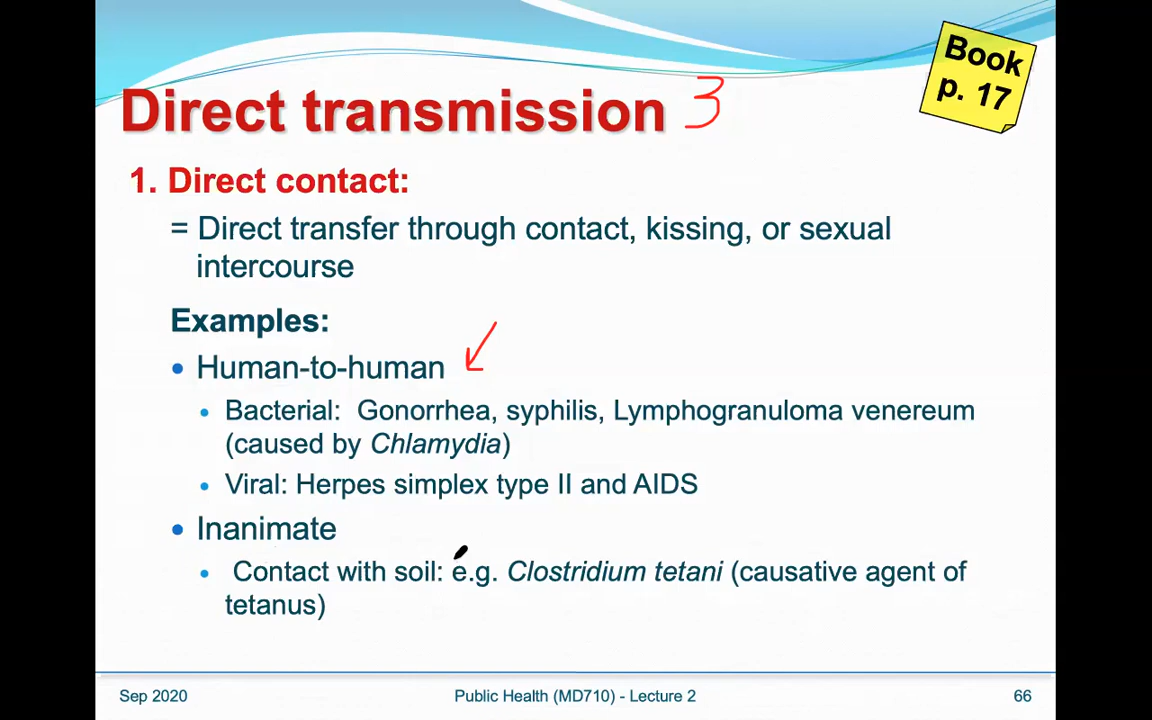 Book
p. 17
Direct transmission 3
1. Direct contact:
= Direct transfer through contact, kissing, or sexual
intercourse
Examples:
• Human-to-human
• Bacterial: Gonorrhea, syphilis, Lymphogranuloma venereum
(caused by Chlamydia)
• Viral: Herpes simplex type II and AIDS
• Inanimate
• Contact with soil: e.g. Clostridium tetani (causative agent of
tetanus)
Sep 2020 Public Health (MD710) - Lecture 2 66